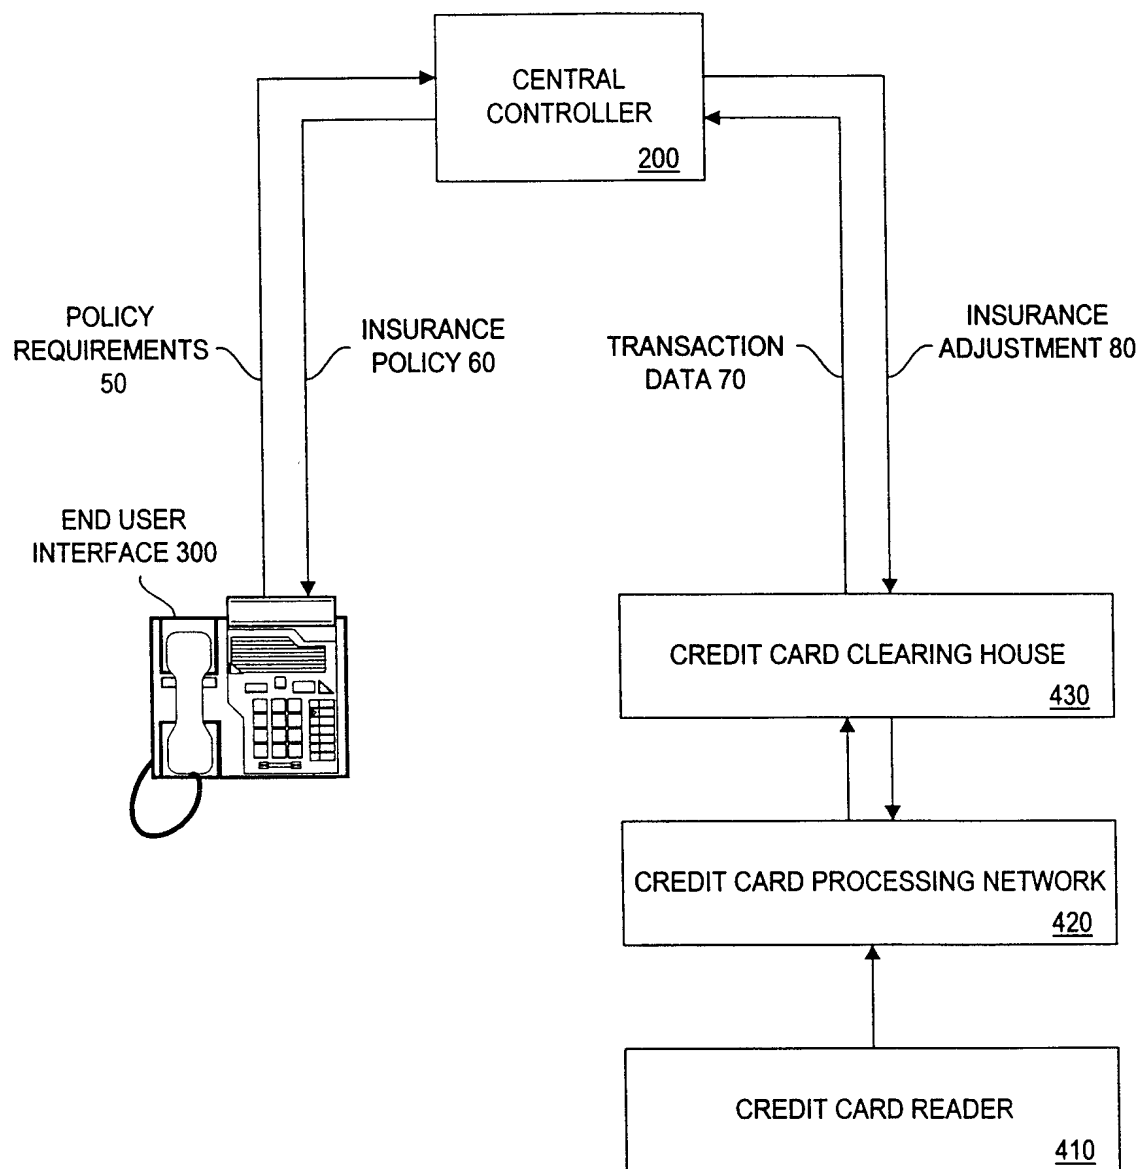 CENTRAL
CONTROLLER
200
POLICY
REQUIREMENTS
50
INSURANCE
POLICY 60
TRANSACTION
DATA 70
INSURANCE
ADJUSTMENT 80
END USER
INTERFACE 300
CREDIT CARD CLEARING HOUSE
430
CREDIT CARD PROCESSING NETWORK
420
CREDIT CARD READER
410